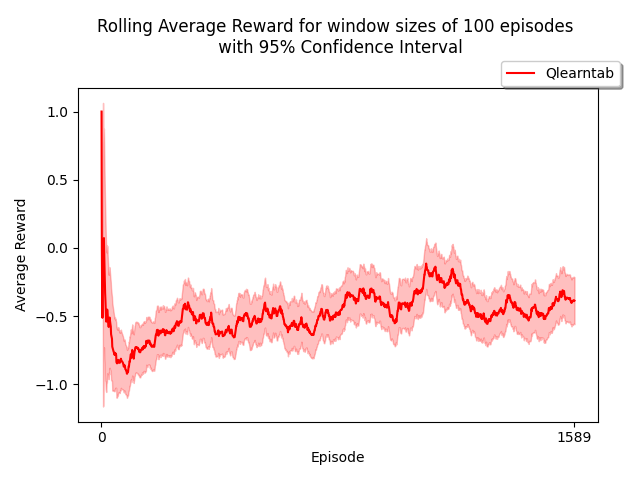 Rolling Average Reward for window sizes of 100 episodes
with 95% Confidence Interval
Qlearntab
1.0
0.5
0.0
−0.5
−1.0
Average Reward
0
1589
Episode